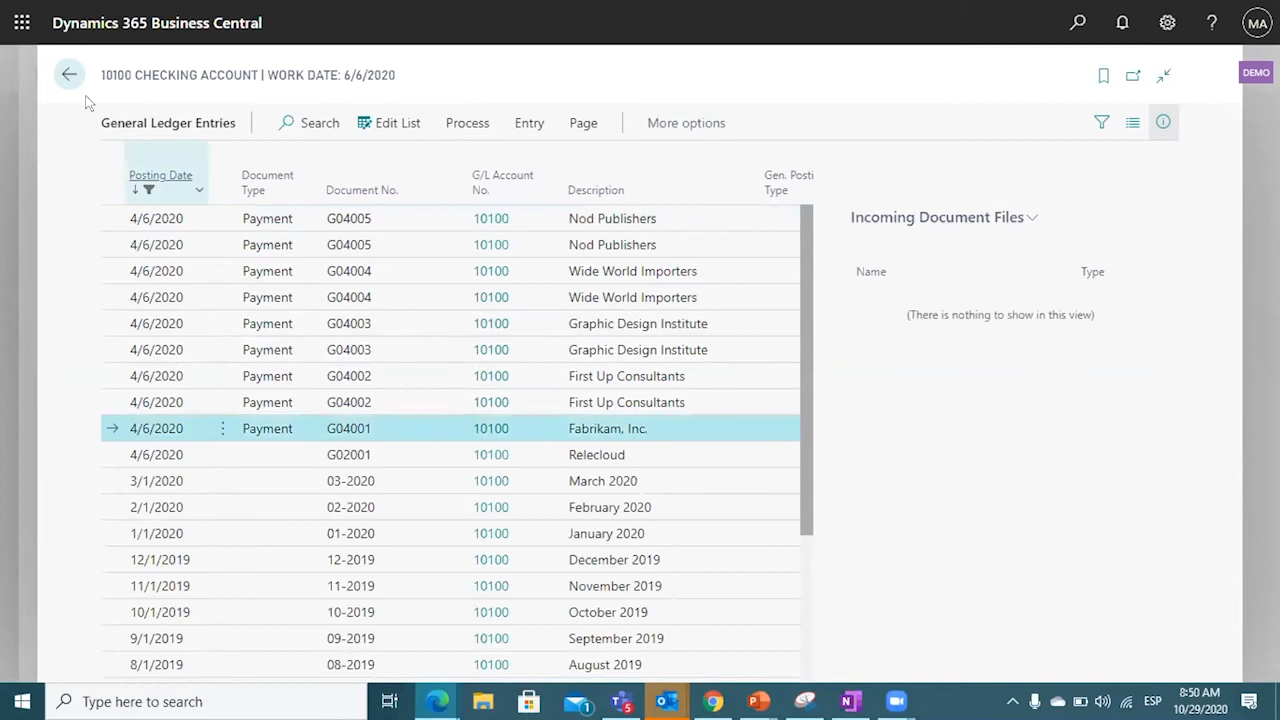 Dynamics 365 Business Central
MA
10100 CHECKING ACCOUNT | WORK DATE: 6/6/2020
DEMO
General Ledger Entries Search Edit List Process Entry Page More options
Posting Date Document Type Document No. G/L Account No. Description Gen. Posti Type
4/6/2020 Payment G04005 10100 Nod Publishers
4/6/2020 Payment G04005 10100 Nod Publishers
4/6/2020 Payment G04004 10100 Wide World Importers
4/6/2020 Payment G04004 10100 Wide World Importers
4/6/2020 Payment G04003 10100 Graphic Design Institute
4/6/2020 Payment G04003 10100 Graphic Design Institute
4/6/2020 Payment G04002 10100 First Up Consultants
4/6/2020 Payment G04002 10100 First Up Consultants
4/6/2020 Payment G04001 10100 Fabrikam, Inc.
4/6/2020 G02001 10100 Relecloud
3/1/2020 03-2020 10100 March 2020
2/1/2020 02-2020 10100 February 2020
1/1/2020 01-2020 10100 January 2020
12/1/2019 12-2019 10100 December 2019
11/1/2019 11-2019 10100 November 2019
10/1/2019 10-2019 10100 October 2019
9/1/2019 09-2019 10100 September 2019
8/1/2019 08-2019 10100 August 2019
Incoming Document Files
Name Type
(There is nothing to show in this view)
Type here to search
1
5
ESP
8:50 AM
10/29/2020